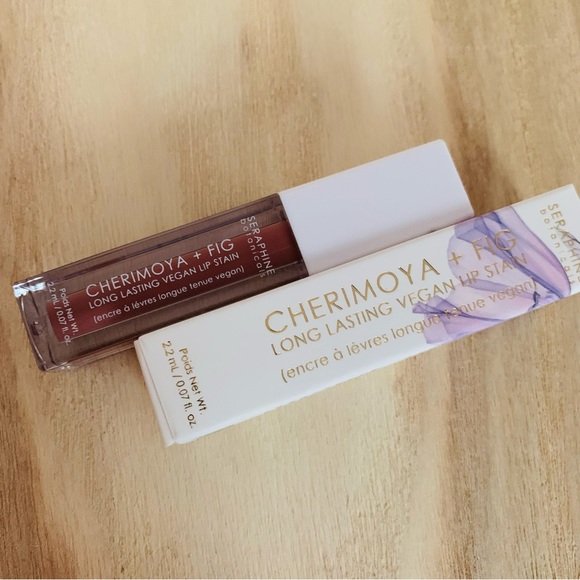 SERAPHINE
botanicals
CHERIMOYA + FIG
LONG LASTING VEGAN LIP STAIN
(encre à lèvres longue tenue vegan)
Poids Net Wt.
2.2 mL / 0.07 fl. oz.
SERAPHINE
botanicals
CHERIMOYA + FIG
LONG LASTING VEGAN LIP STAIN
(encre à lèvres longue tenue vegan)
Poids Net Wt.
2.2 mL / 0.07 fl. oz.